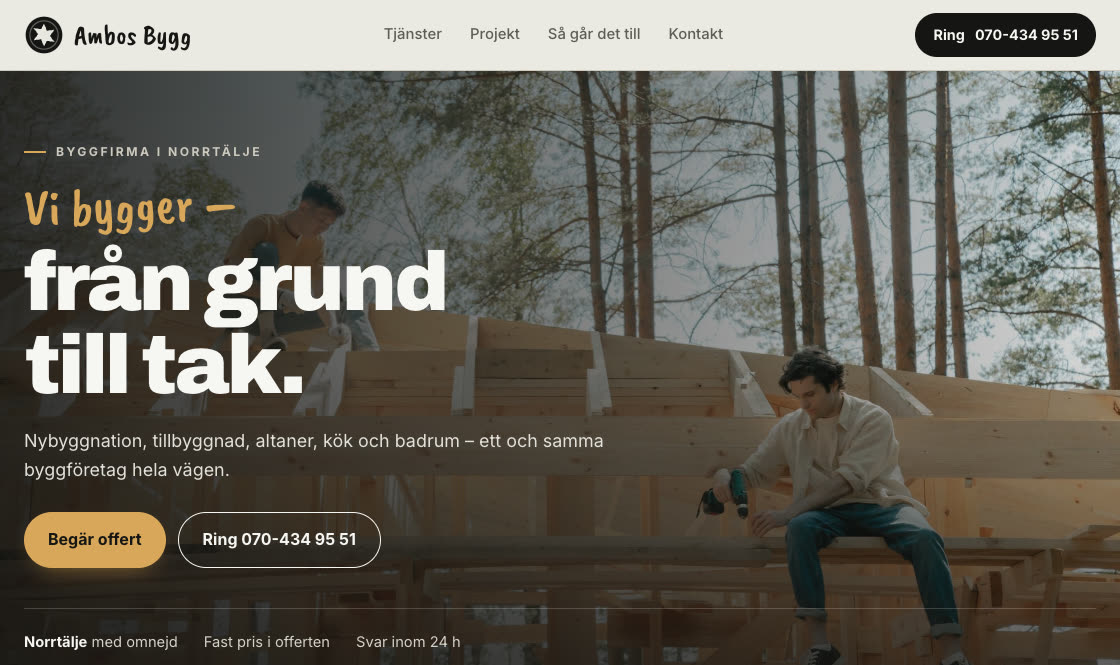 Ambos Bygg
Tjänster Projekt Så går det till Kontakt
Ring 070-434 95 51
BYGGFIRMA I NORRTÄLJE
Vi bygger –
från grund
till tak.
Nybyggnation, tillbyggnad, altaner, kök och badrum – ett och samma
byggföretag hela vägen.
Begär offert
Ring 070-434 95 51
Norrtälje med omnejd Fast pris i offerten Svar inom 24 h